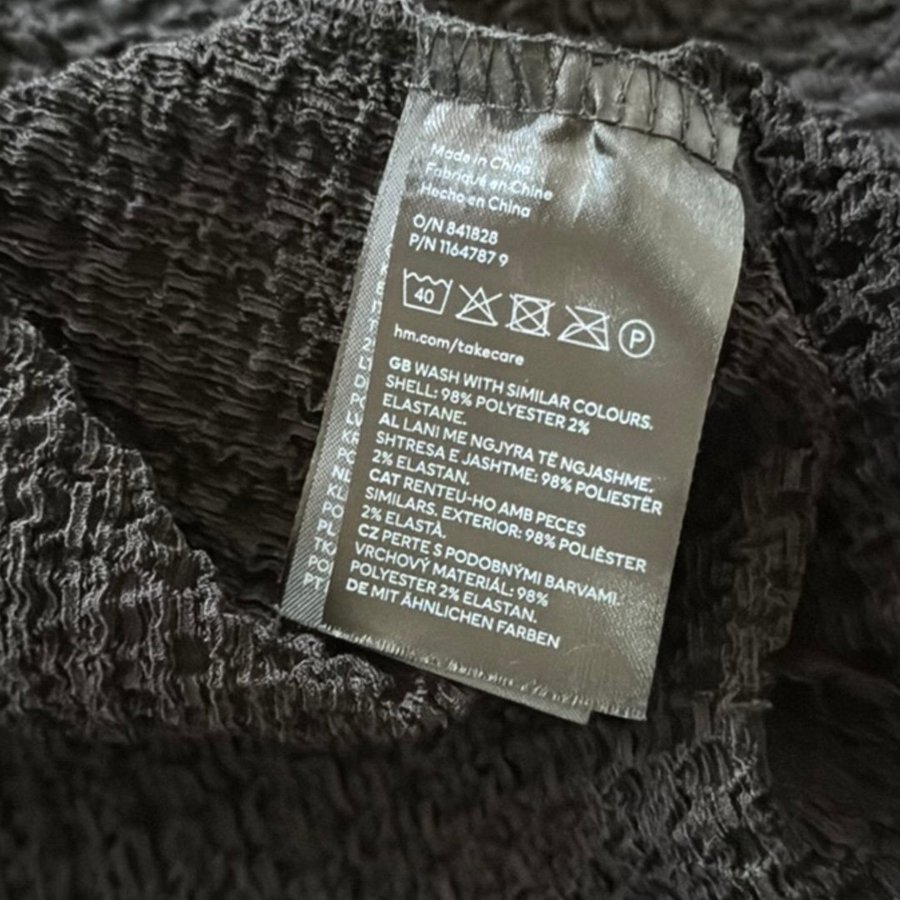 Made in China
Fabriqué en Chine
Hecho en China
O/N 841828
P/N 1164787 9
40
P
hm.com/takecare
GB WASH WITH SIMILAR COLOURS.
SHELL: 98% POLYESTER 2%
ELASTANE.
AL LANI ME NGJYRA TË NGJASHME.
SHTRESA E JASHTME: 98% POLIESTËR
2% ELASTAN.
CAT RENTEU-HO AMB PECES
SIMILARS. EXTERIOR: 98% POLIÈSTER
2% ELASTÀ.
CZ PERTE S PODOBNÝMI BARVAMI.
VRCHOVÝ MATERIÁL: 98%
POLYESTER 2% ELASTAN.
DE MIT ÄHNLICHEN FARBEN